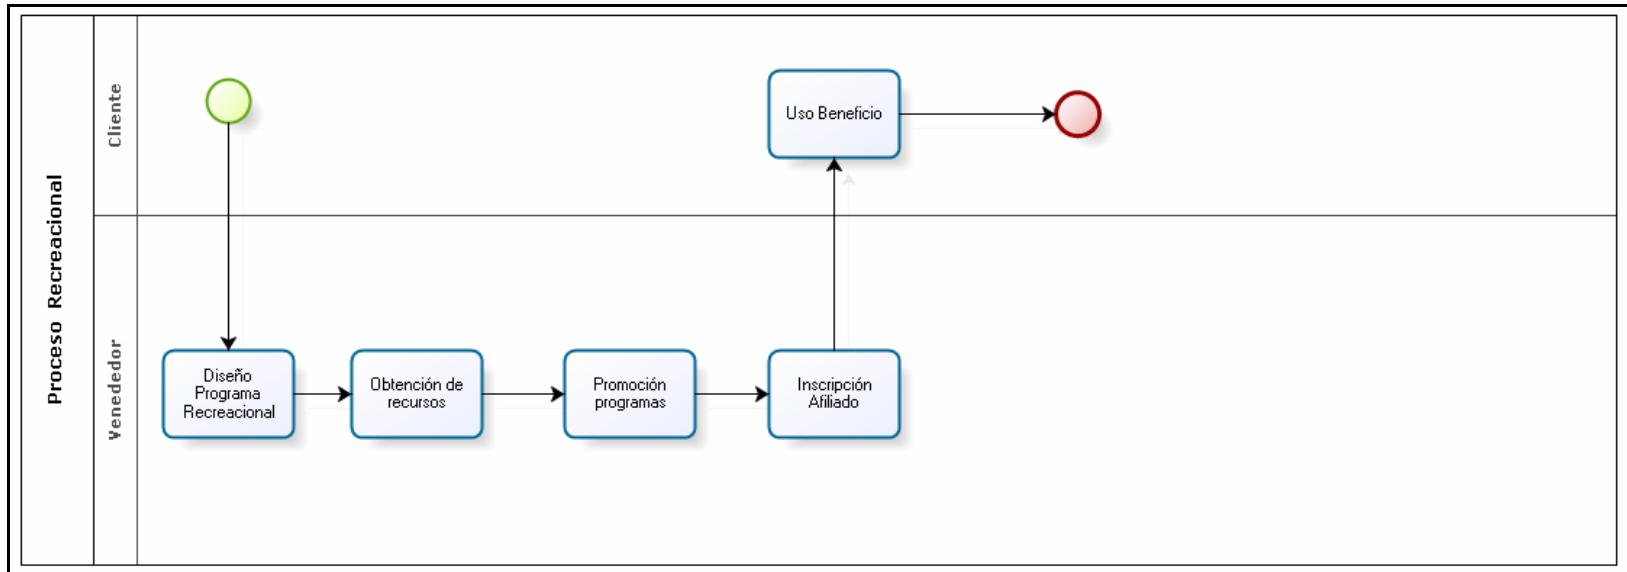 Proceso Recreacional
Cliente
Uso Beneficio
Venededor
Diseño
Programa
Recreacional
Obtención de
recursos
Promoción
programas
Inscripción
Afiliado